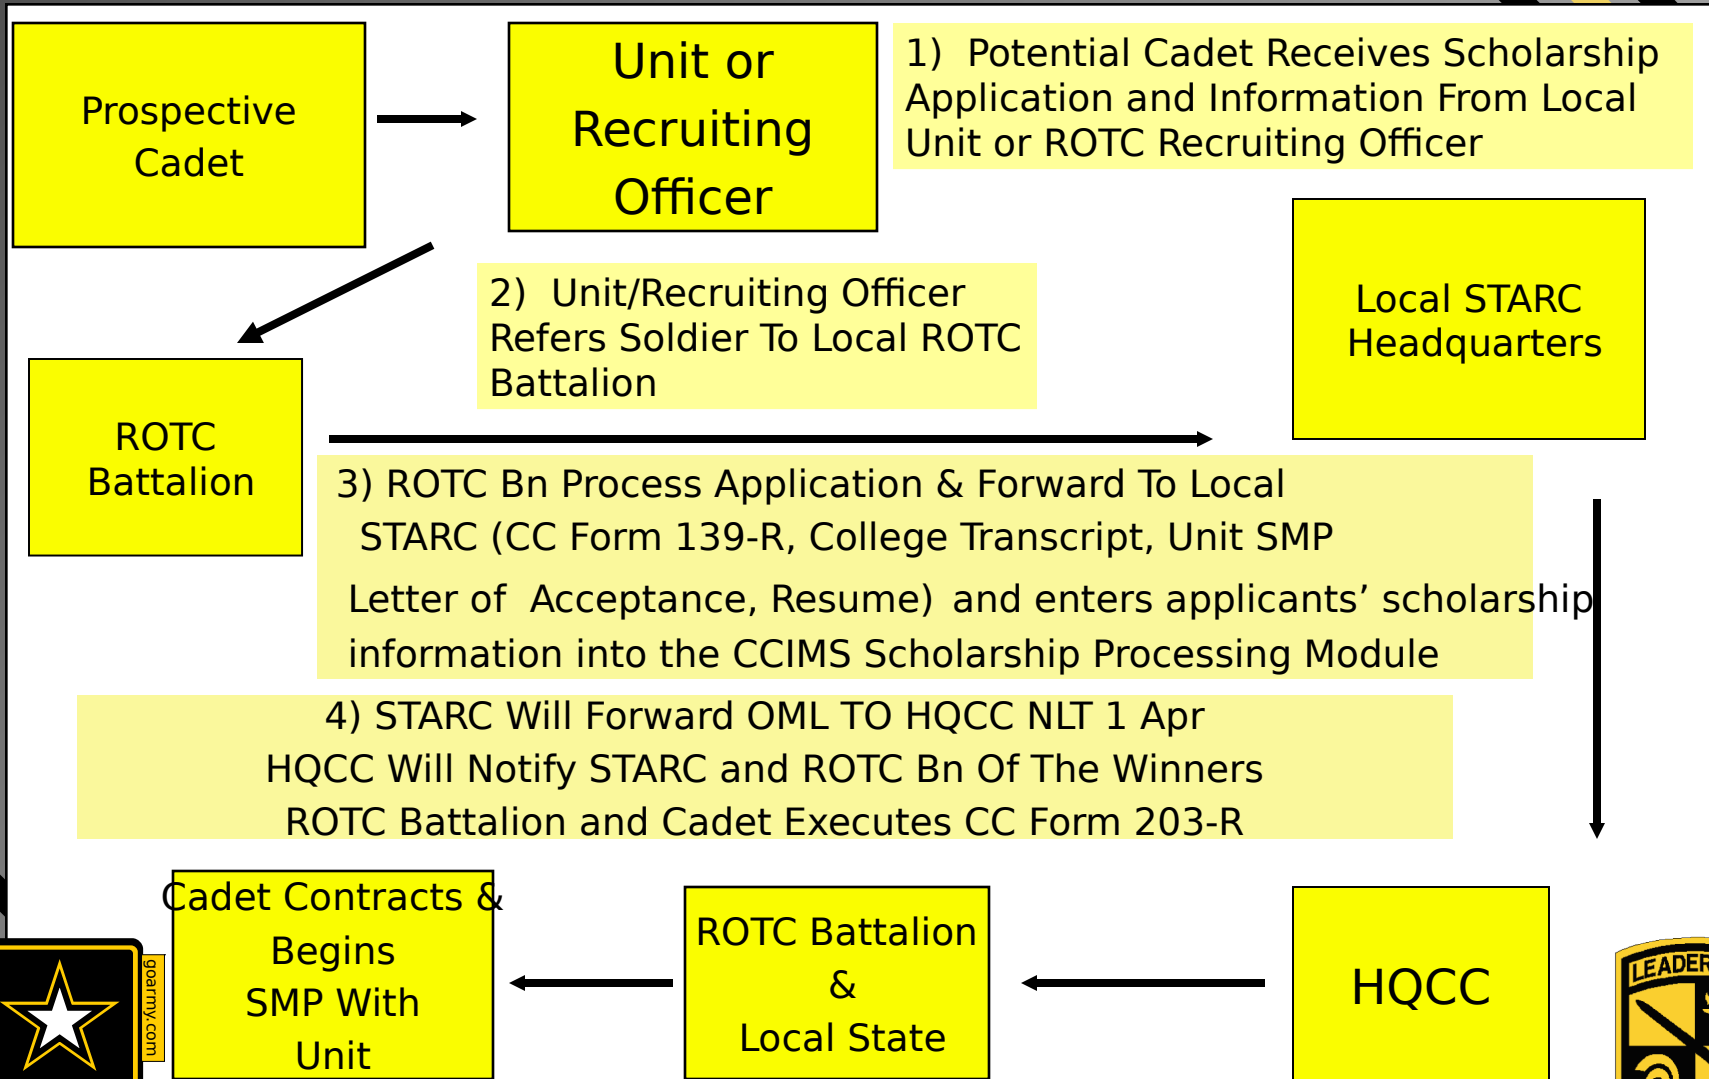 Prospective
Cadet
Unit or
Recruiting
Officer
1)  Potential Cadet Receives Scholarship
Application and Information From Local
Unit or ROTC Recruiting Officer
2)  Unit/Recruiting Officer
Refers Soldier To Local ROTC
Battalion
Local STARC
Headquarters
ROTC
Battalion
3) ROTC Bn Process Application & Forward To Local
STARC (CC Form 139-R, College Transcript, Unit SMP
Letter of  Acceptance, Resume)  and enters applicants’ scholarship
information into the CCIMS Scholarship Processing Module
4) STARC Will Forward OML TO HQCC NLT 1 Apr
HQCC Will Notify STARC and ROTC Bn Of The Winners
ROTC Battalion and Cadet Executes CC Form 203-R
Cadet Contracts &
Begins
SMP With
Unit
ROTC Battalion
&
Local State
HQCC
goarmy.com
LEADER